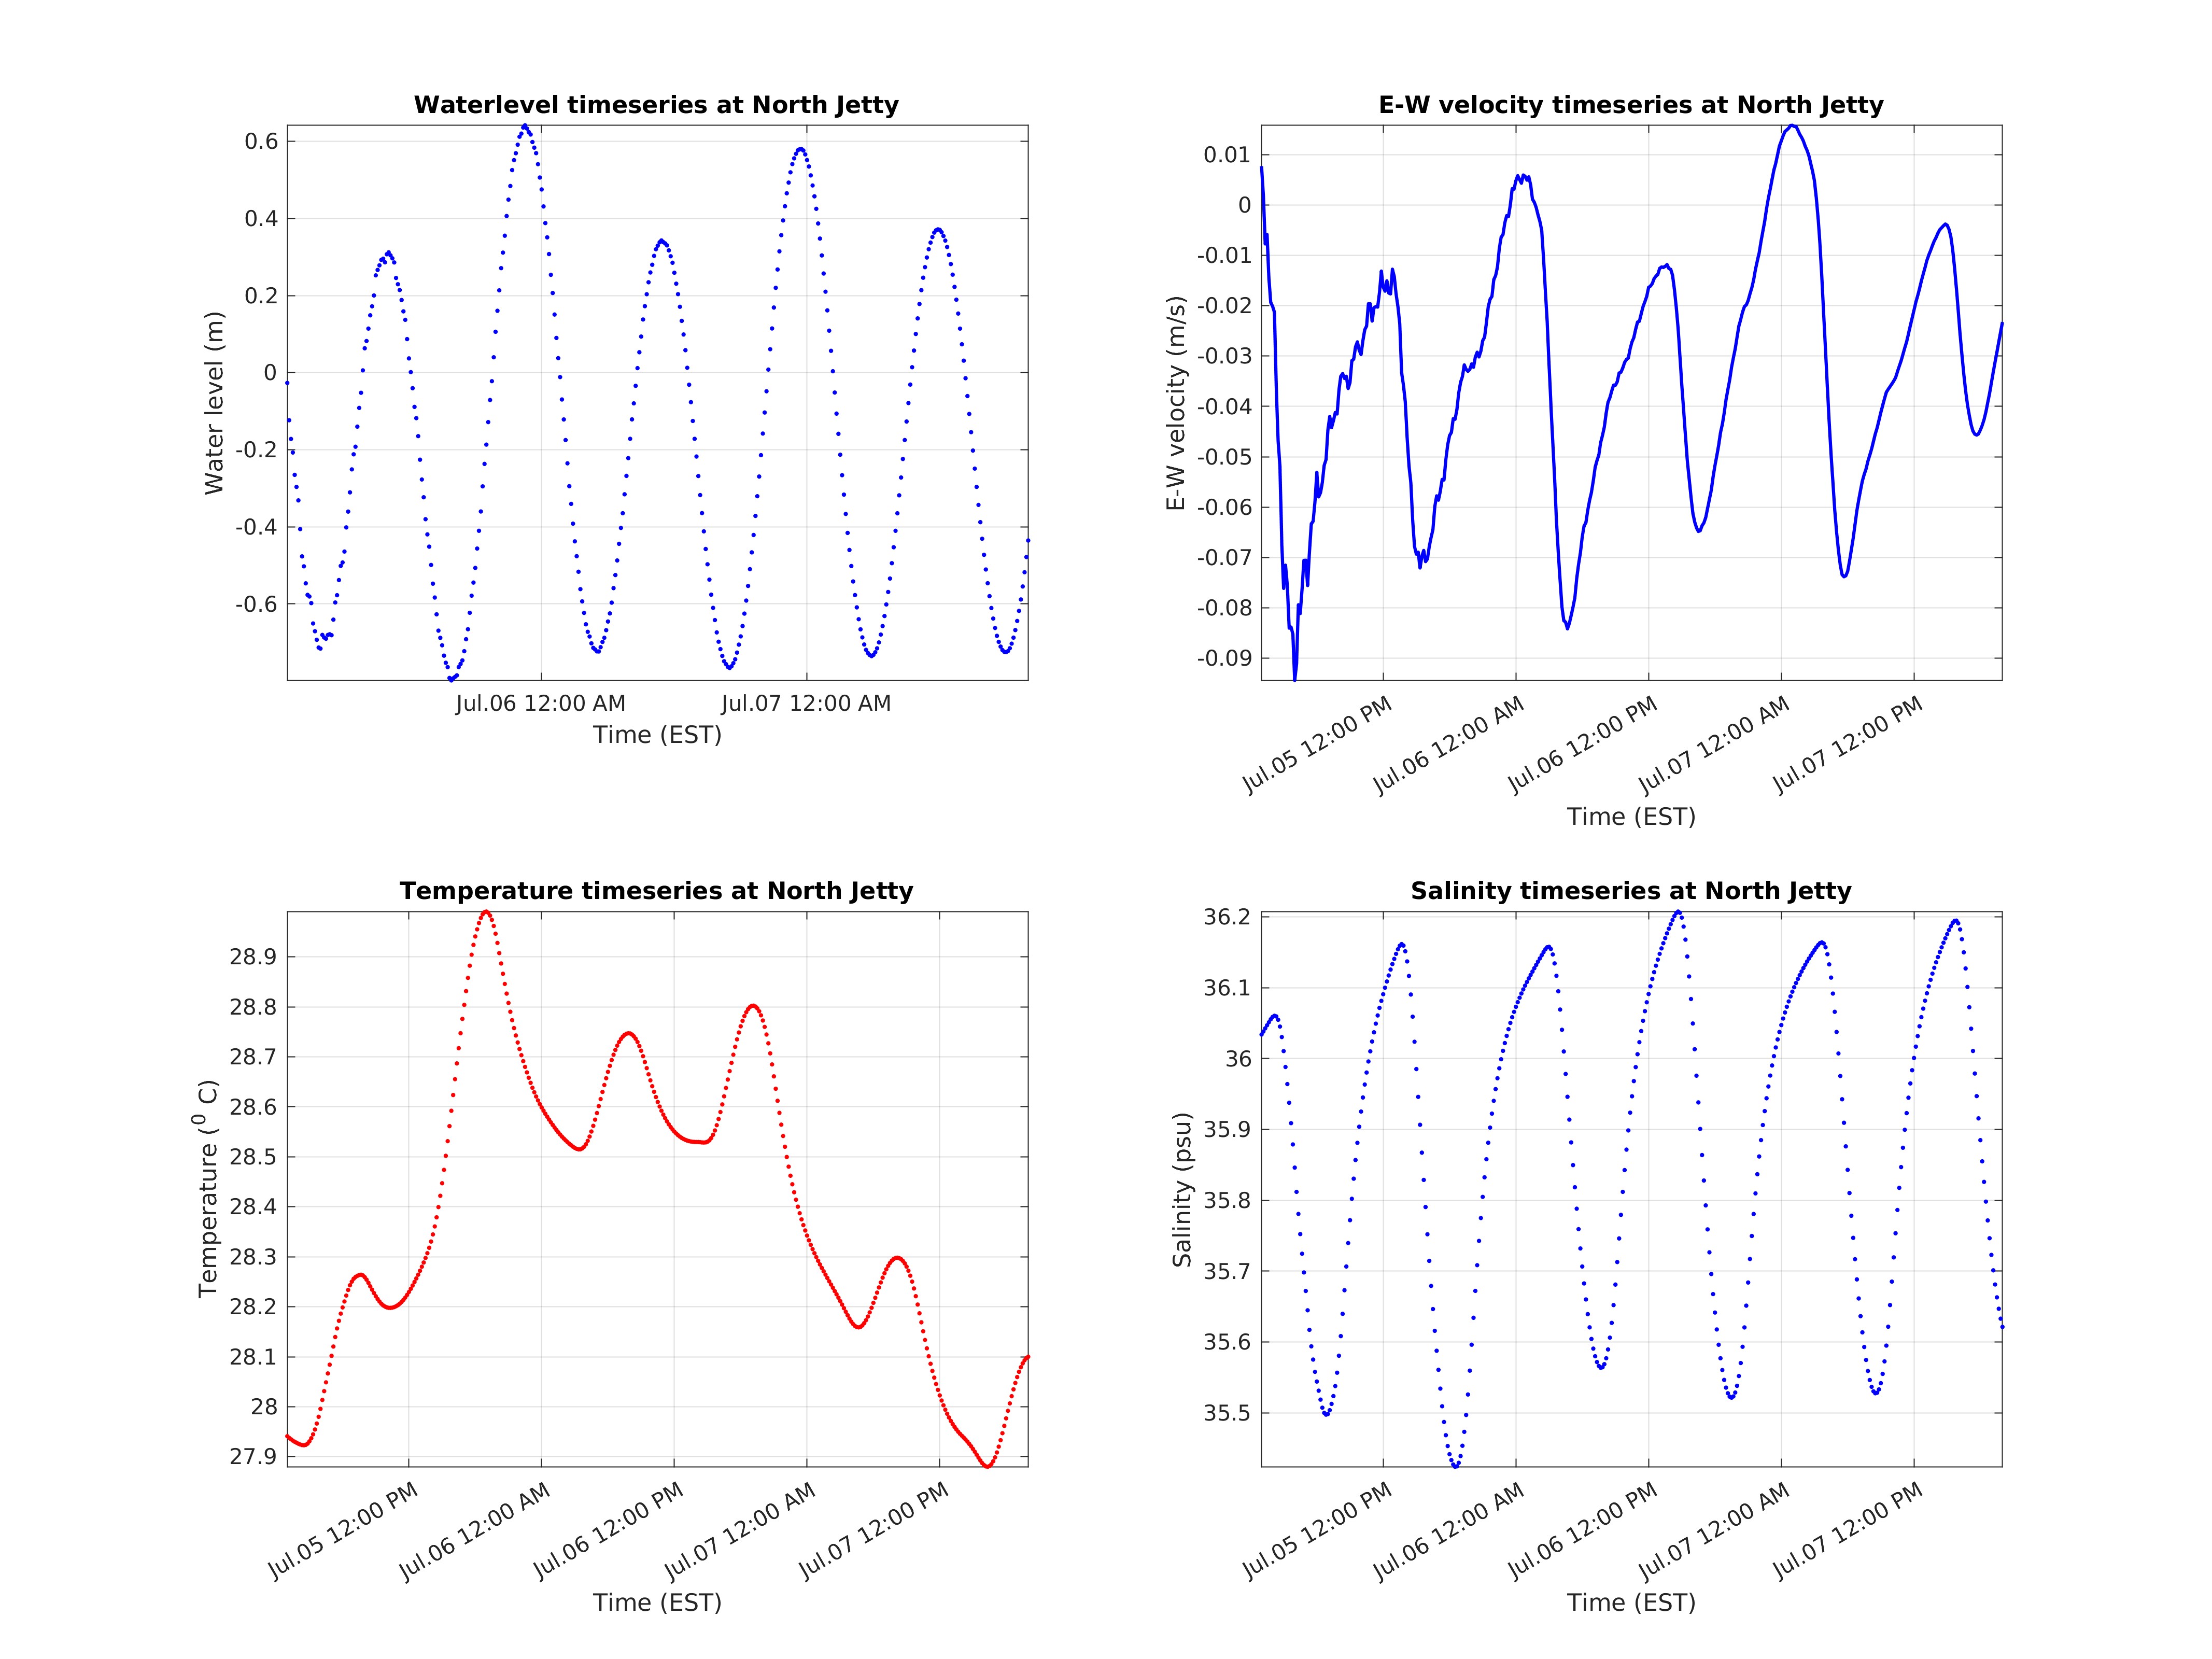 Waterlevel timeseries at North Jetty
0.6
0.4
0.2
0
-0.2
-0.4
-0.6
Water level (m)
Jul.06 12:00 AM
Jul.07 12:00 AM
Time (EST)
E-W velocity timeseries at North Jetty
0.01
0
-0.01
-0.02
-0.03
-0.04
-0.05
-0.06
-0.07
-0.08
-0.09
E-W velocity (m/s)
Jul.05 12:00 PM
Jul.06 12:00 AM
Jul.06 12:00 PM
Jul.07 12:00 AM
Jul.07 12:00 PM
Time (EST)
Temperature timeseries at North Jetty
28.9
28.8
28.7
28.6
28.5
28.4
28.3
28.2
28.1
28
27.9
Temperature (⁰ C)
Jul.05 12:00 PM
Jul.06 12:00 AM
Jul.06 12:00 PM
Jul.07 12:00 AM
Jul.07 12:00 PM
Time (EST)
Salinity timeseries at North Jetty
36.2
36.1
36
35.9
35.8
35.7
35.6
35.5
Salinity (psu)
Jul.05 12:00 PM
Jul.06 12:00 AM
Jul.06 12:00 PM
Jul.07 12:00 AM
Jul.07 12:00 PM
Time (EST)